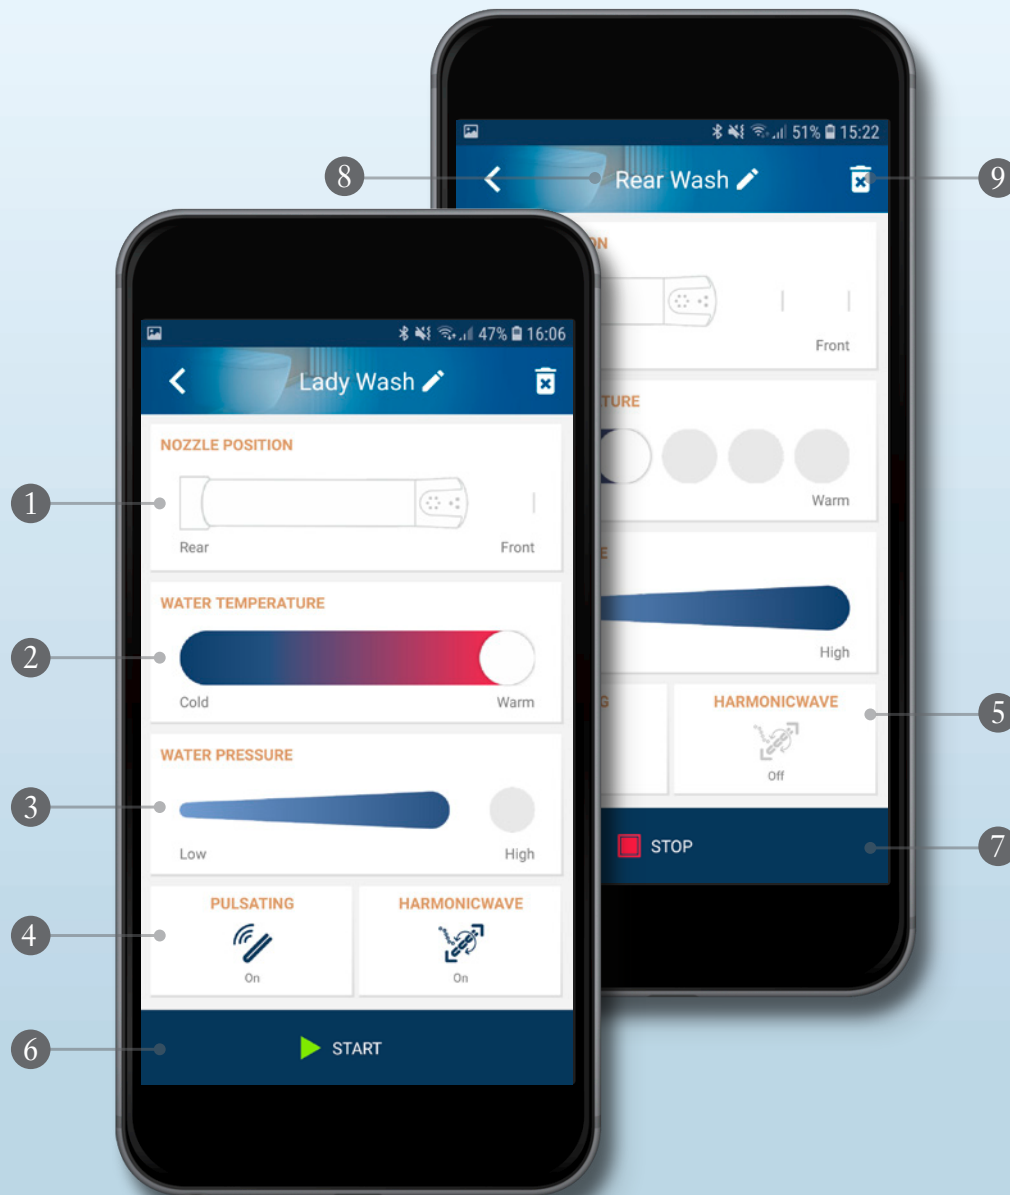 51% 15:22
8
Rear Wash
9
ON
Front
TURE
Warm
E
High
G
HARMONICWAVE
5
Off
STOP
7
47% 16:06
Lady Wash
NOZZLE POSITION
1
Rear
Front
WATER TEMPERATURE
2
Cold
Warm
WATER PRESSURE
3
Low
High
PULSATING
HARMONICWAVE
4
On
On
6
START